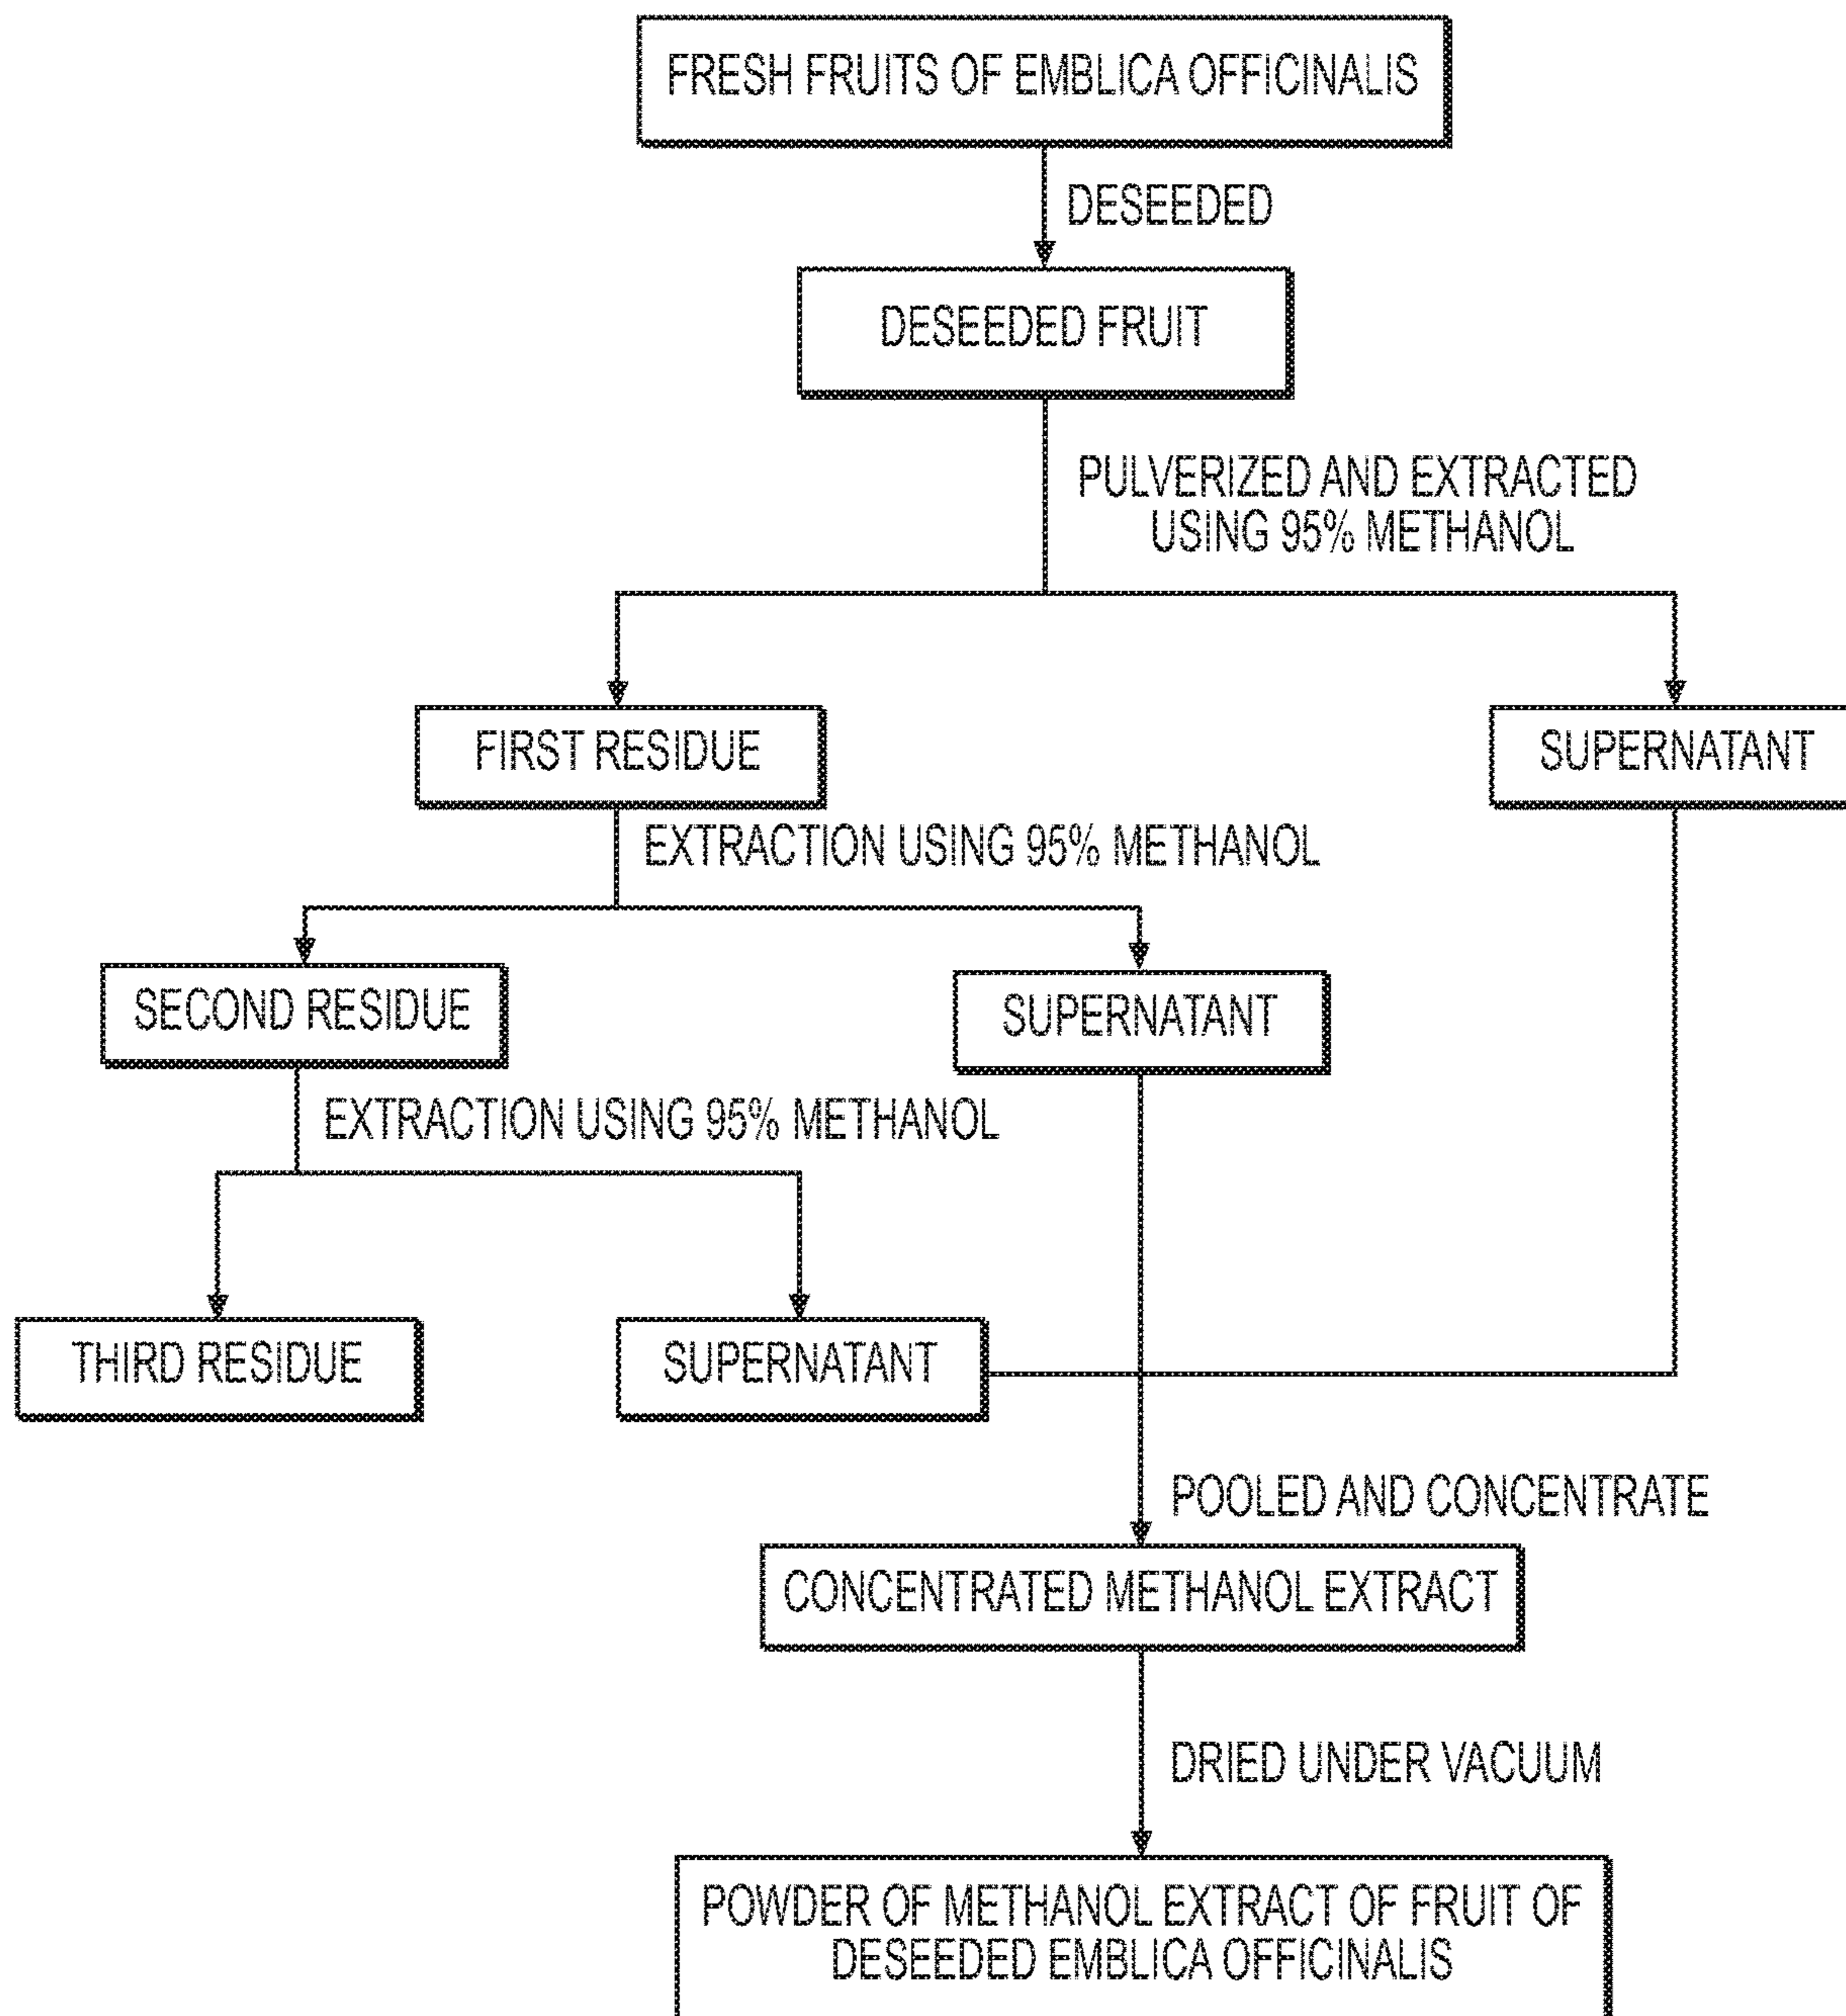 FRESH FRUITS OF EMBLICA OFFICINALIS
DESEEDED
DESEEDED FRUIT
PULVERIZED AND EXTRACTED
USING 95% METHANOL
FIRST RESIDUE
SUPERNATANT
EXTRACTION USING 95% METHANOL
SECOND RESIDUE
SUPERNATANT
EXTRACTION USING 95% METHANOL
THIRD RESIDUE
SUPERNATANT
POOLED AND CONCENTRATE
CONCENTRATED METHANOL EXTRACT
DRIED UNDER VACUUM
POWDER OF METHANOL EXTRACT OF FRUIT OF
DESEEDED EMBLICA OFFICINALIS